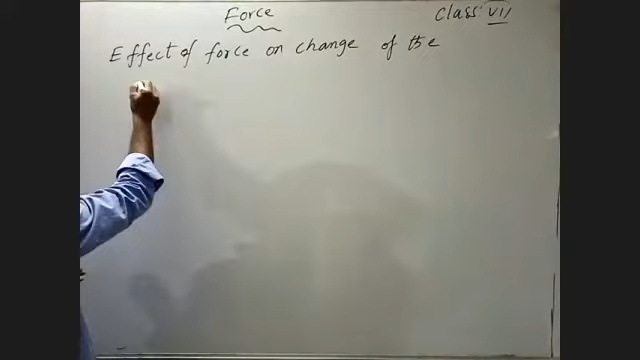 Force
Class: VII
Effect of force on change of the